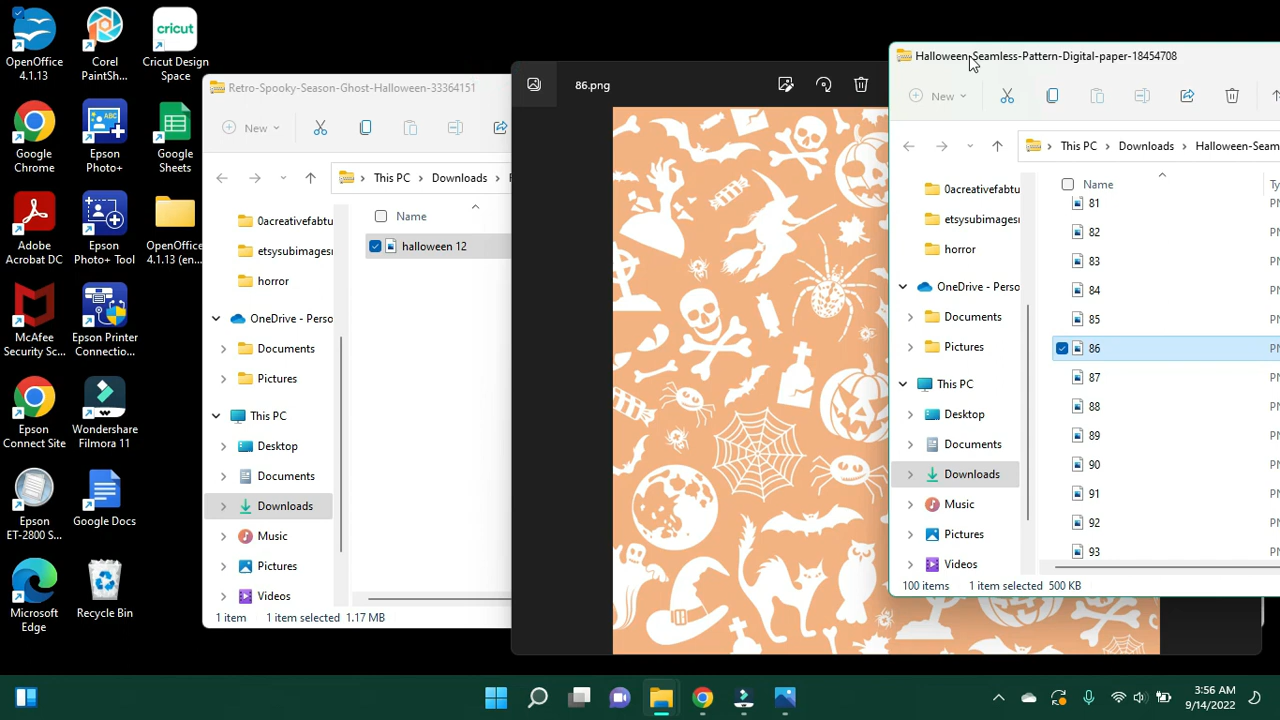 OpenOffice
4.1.13
Corel
PaintSh...
cricut
Cricut Design
Space
Google
Chrome
Epson
Photo+
Google
Sheets
Adobe
Acrobat DC
Epson
Photo+ Tool
OpenOffice
4.1.13 (en...
McAfee
Security Sc...
Epson Printer
Connectio...
Epson
Connect Site
Wondershare
Filmora 11
Epson
ET-2800 S...
Google Docs
Microsoft
Edge
Recycle Bin
Retro-Spooky-Season-Ghost-Halloween-33364151
New
This PC > Downloads >
0acreativefabtu
etsysubimagesr
horror
OneDrive - Perso
Documents
Pictures
This PC
Desktop
Documents
Downloads
Music
Pictures
Videos
Name
halloween 12
1 item 1 item selected 1.17 MB
86.png
Halloween-Seamless-Pattern-Digital-paper-18454708
New
This PC > Downloads > Halloween-Seam
0acreativefabtu
etsysubimagesr
horror
OneDrive - Perso
Documents
Pictures
This PC
Desktop
Documents
Downloads
Music
Pictures
Videos
Name
Ty
81
82
83
84
85
86
87
88
89
90
91
92
93
100 items 1 item selected 500 KB
3:56 AM
9/14/2022